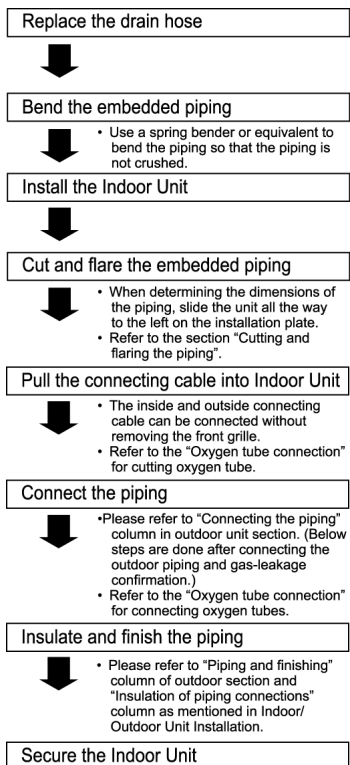 Replace the drain hose
Bend the embedded piping
• Use a spring bender or equivalent to
bend the piping so that the piping is
not crushed.
Install the Indoor Unit
Cut and flare the embedded piping
• When determining the dimensions of
the piping, slide the unit all the way
to the left on the installation plate.
• Refer to the section “Cutting and
flaring the piping”.
Pull the connecting cable into Indoor Unit
• The inside and outside connecting
cable can be connected without
removing the front grille.
• Refer to the “Oxygen tube connection”
for cutting oxygen tube.
Connect the piping
•Please refer to “Connecting the piping”
column in outdoor unit section. (Below
steps are done after connecting the
outdoor piping and gas-leakage
confirmation.)
• Refer to the “Oxygen tube connection”
for connecting oxygen tubes.
Insulate and finish the piping
• Please refer to “Piping and finishing”
column of outdoor section and
“Insulation of piping connections”
column as mentioned in Indoor/
Outdoor Unit Installation.
Secure the Indoor Unit